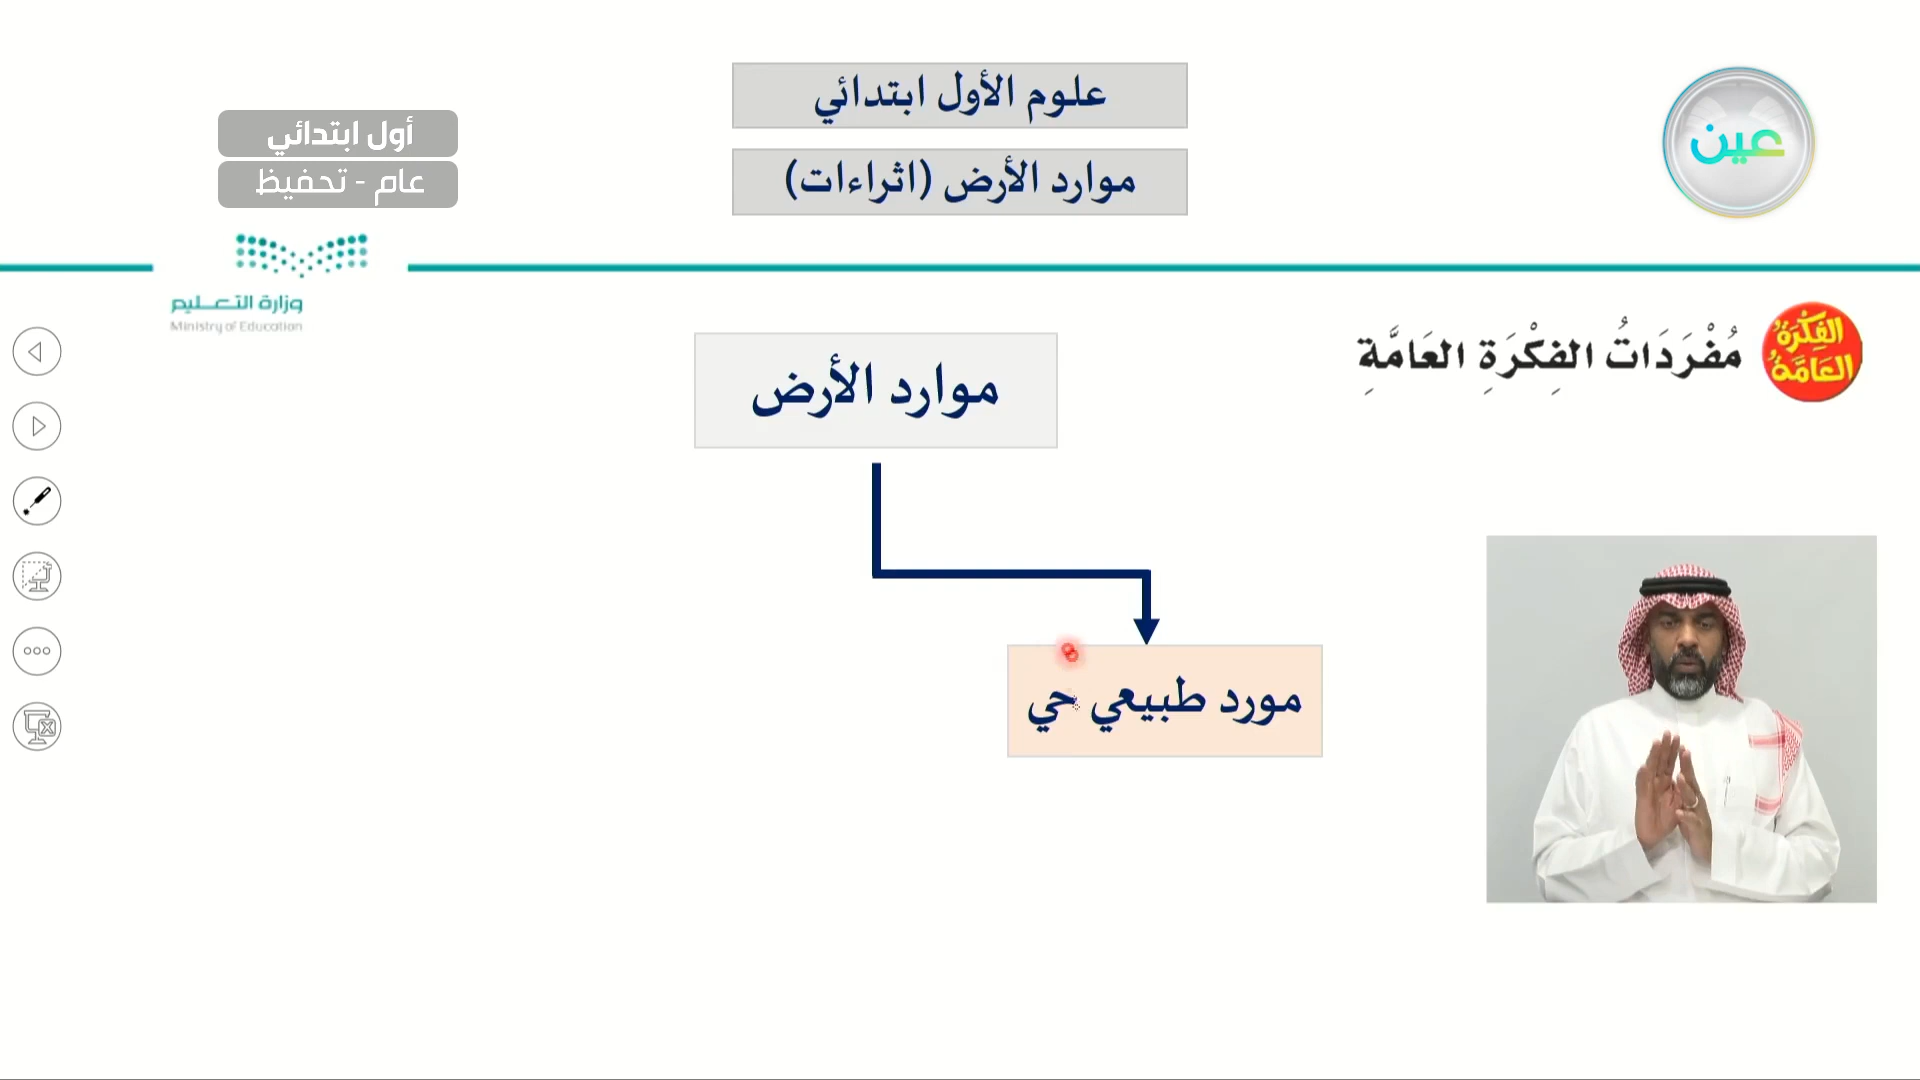 علوم الأول ابتدائي
موارد الأرض (اثراءات)
عين
أول ابتدائي
عام - تحفيظ
وزارة التعليم
Ministry of Education
الفِكْرَةُ العَامَّةُ
مُفْرَدَاتُ الفِكْرَةِ العَامَّةِ
موارد الأرض
مورد طبيعي حي